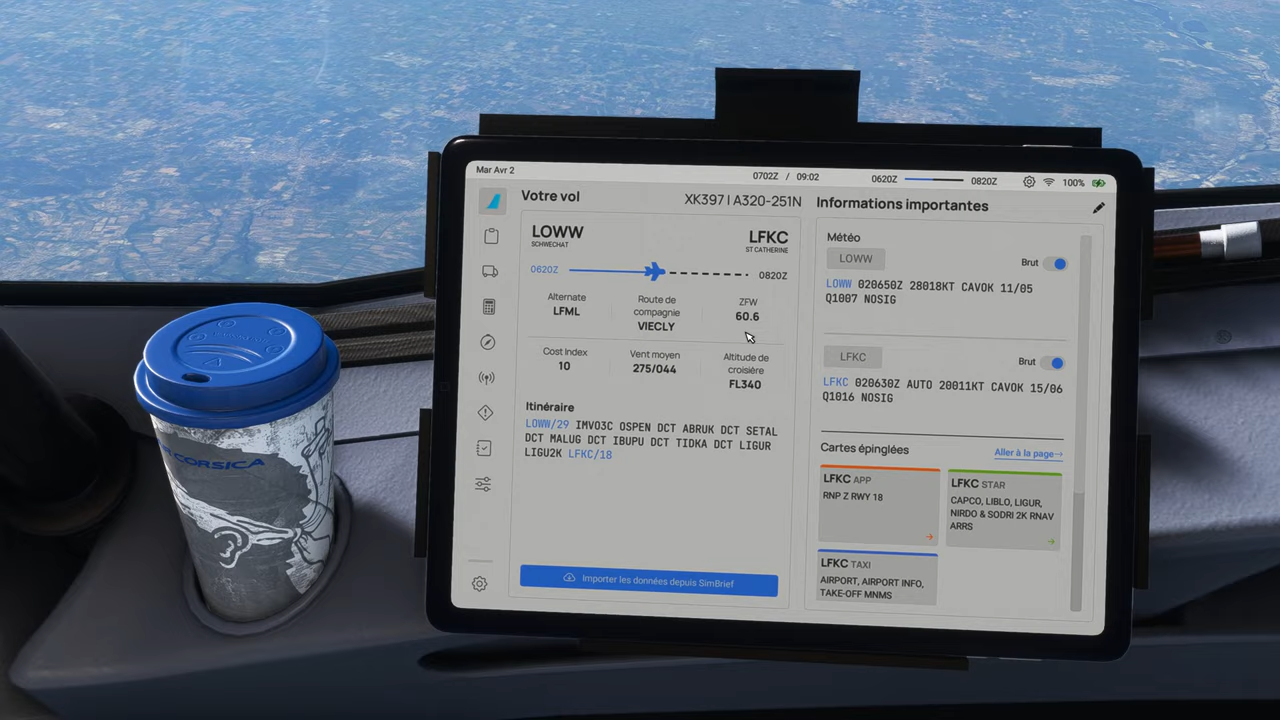 Mar Avr 2
0702Z / 09:02
0620Z
0820Z
100%
Votre vol
XK397 | A320-251N
LOWW
SCHWECHAT
LFKC
ST CATHERINE
0620Z
0820Z
Alternate
LFML
Route de
compagnie
VIECLY
ZFW
60.6
Cost Index
10
Vent moyen
275/044
Altitude de
croisière
FL340
Itinéraire
LOWW/29 IMVO3C OSPEN DCT ABRUK DCT SETAL
DCT MALUG DCT IBUPU DCT TIDKA DCT LIGUR
LIGU2K LFKC/18
Importer les données depuis SimBrief
Informations importantes
Météo
LOWW
Brut
LOWW 020650Z 28018KT CAVOK 11/05
Q1007 NOSIG
LFKC
Brut
LFKC 020630Z AUTO 20011KT CAVOK 15/06
Q1016 NOSIG
Cartes épinglées
Aller à la page→
LFKC APP
RNP Z RWY 18
LFKC STAR
CAPCO, LIBLO, LIGUR,
NIRDO & SODRI 2K RNAV
ARRS
LFKC TAXI
AIRPORT, AIRPORT INFO,
TAKE-OFF MNMS
CORSICA